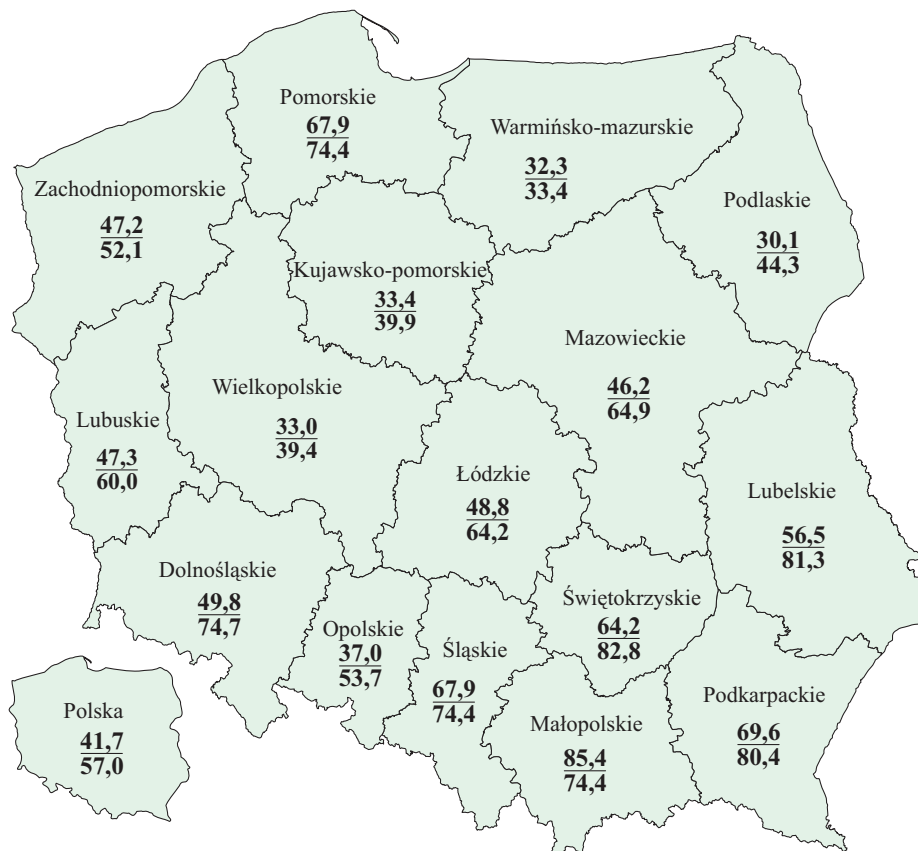 Pomorskie
67,9
74,4
Warmińsko-mazurskie
32,3
33,4
Zachodniopomorskie
47,2
52,1
Podlaskie
30,1
44,3
Kujawsko-pomorskie
33,4
39,9
Mazowieckie
46,2
64,9
Wielkopolskie
33,0
39,4
Lubuskie
47,3
60,0
Łódzkie
48,8
64,2
Lubelskie
56,5
81,3
Dolnośląskie
49,8
74,7
Opolskie
37,0
53,7
Śląskie
67,9
74,4
Świętokrzyskie
64,2
82,8
Polska
41,7
57,0
Małopolskie
85,4
74,4
Podkarpackie
69,6
80,4